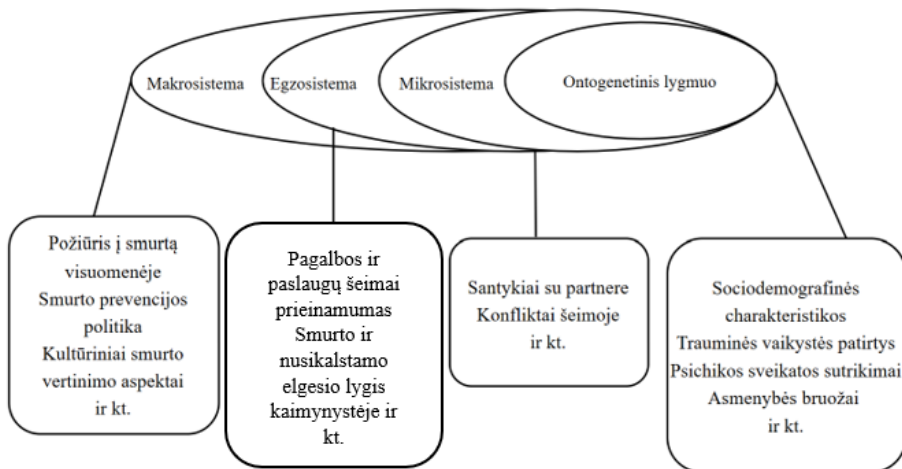 Makrosistema
Egzosistema
Mikrosistema
Ontogenetinis lygmuo
Požiūris į smurtą
visuomenėje
Smurto prevencijos
politika
Kultūriniai smurto
vertinimo aspektai
ir kt.
Pagalbos ir
paslaugų šeimai
prieinamumas
Smurto ir
nusikalstamo
elgesio lygis
kaimynystėje ir
kt.
Santykiai su partnere
Konfliktai šeimoje
ir kt.
Sociodemografinės
charakteristikos
Trauminės vaikystės patirtys
Psichikos sveikatos sutrikimai
Asmenybės bruožai
ir kt.